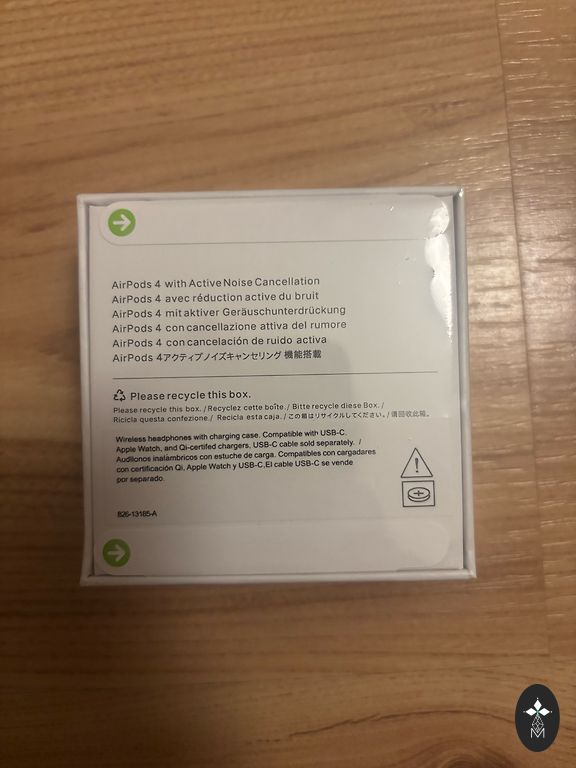 AirPods 4 with Active Noise Cancellation
AirPods 4 avec réduction active du bruit
AirPods 4 mit aktiver Geräuschunterdrückung
AirPods 4 con cancellazione attiva del rumore
AirPods 4 con cancelación de ruido activa
AirPods 4アクティブノイズキャンセリング 機能搭載
Please recycle this box.
Please recycle this box. / Recyclez cette boîte. / Bitte recycle diese Box. /
Ricicla questa confezione. / Recicla esta caja. / この箱はリサイクルしてください。/ 请回收此箱。
Wireless headphones with charging case. Compatible with USB-C.
Apple Watch, and Qi-certifed chargers. USB-C cable sold separately. /
Audílonos inalámbricos con estuche de carga. Compatibles con cargadares
con certificación Qi, Apple Watch y USB-C,El cable USB-C se vende
por separado.
826-13185-A
M